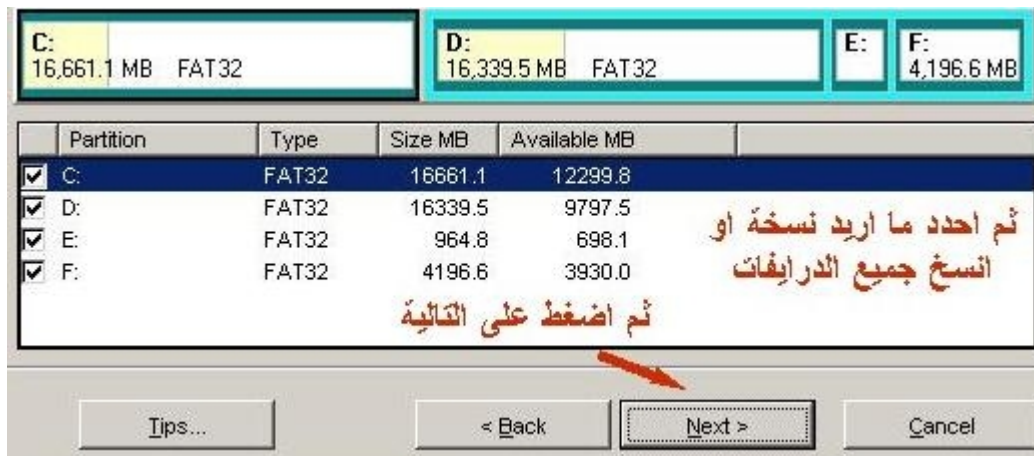 C:
16,661.1 MB FAT32
D:
16,339.5 MB FAT32
E:
F:
4,196.6 MB
Partition Type Size MB Available MB
C: FAT32 16661.1 12299.8
D: FAT32 16339.5 9797.5
E: FAT32 964.8 698.1
F: FAT32 4196.6 3930.0
ثم احدد ما اريد نسخة او
انسخ جميع الدرايفات
ثم اضغط على التالية
Tips... < Back Next > Cancel